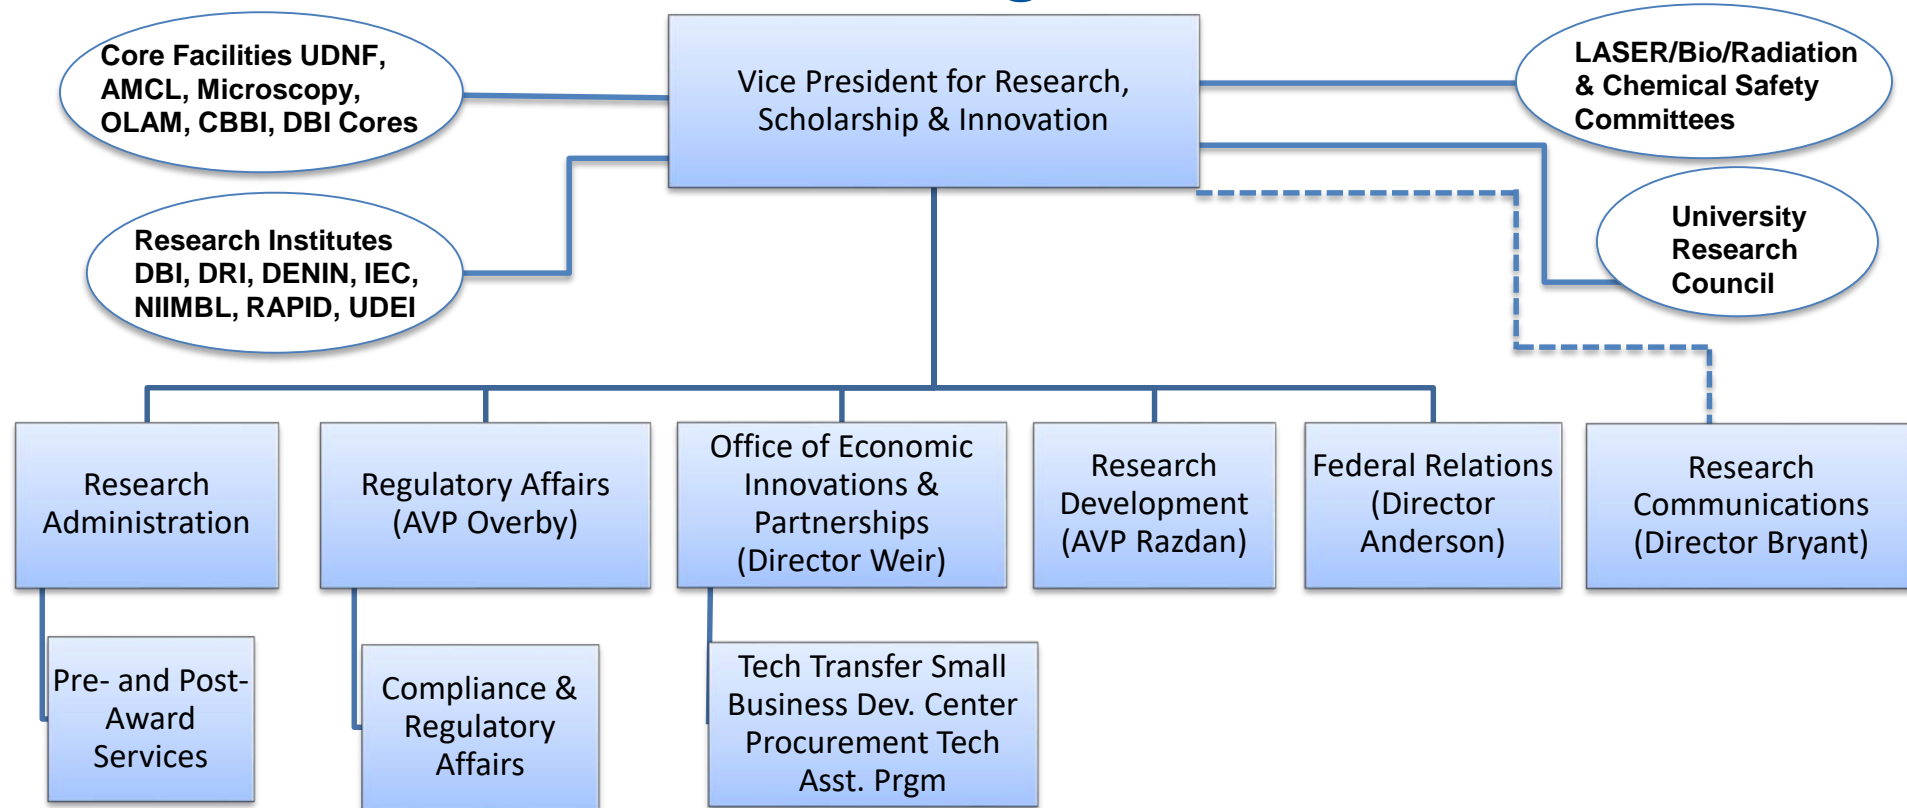 Core Facilities UDNF,
AMCL, Microscopy,
OLAM, CBBI, DBI Cores
Vice President for Research,
Scholarship & Innovation
LASER/Bio/Radiation
& Chemical Safety
Committees
Research Institutes
DBI, DRI, DENIN, IEC,
NIIMBL, RAPID, UDEI
University
Research
Council
Research
Administration
Regulatory Affairs
(AVP Overby)
Office of Economic
Innovations &
Partnerships
(Director Weir)
Research
Development
(AVP Razdan)
Federal Relations
(Director
Anderson)
Research
Communications
(Director Bryant)
Pre- and Post-
Award
Services
Compliance &
Regulatory
Affairs
Tech Transfer Small
Business Dev. Center
Procurement Tech
Asst. Prgm